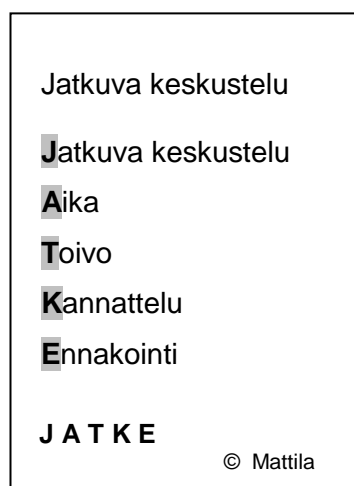 Jatkuva keskustelu
Jatkuva keskustelu
Aika
Toivo
Kannattelu
Ennakointi
J A T K E
© Mattila